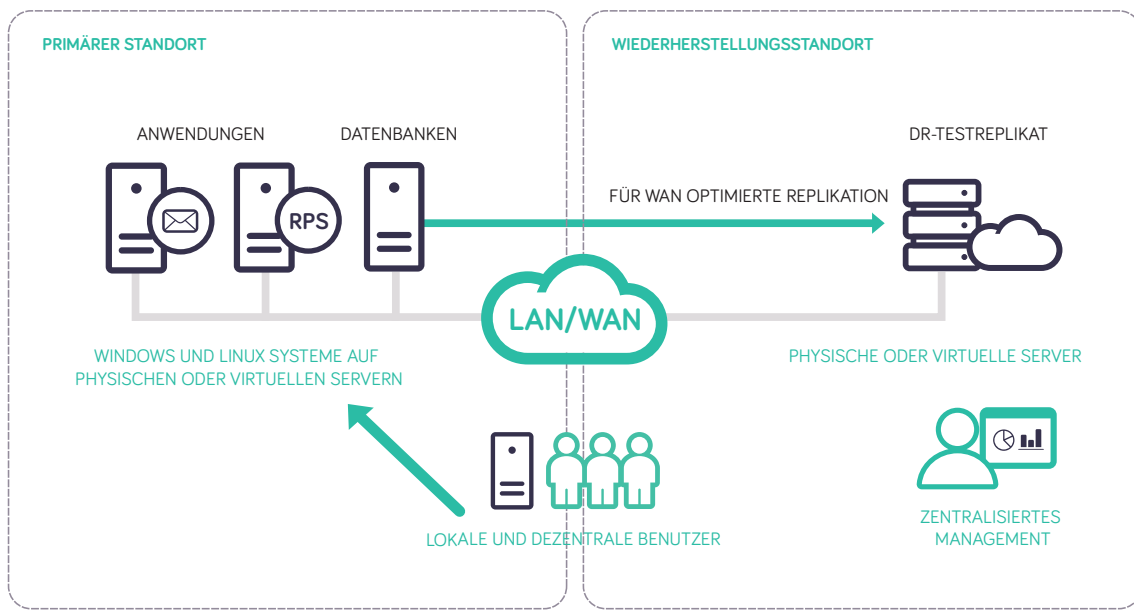 PRIMÄRER STANDORT
WIEDERHERSTELLUNGSSTANDORT
ANWENDUNGEN
DATENBANKEN
DR-TESTREPLIKAT
FÜR WAN OPTIMIERTE REPLIKATION
RPS
LAN/WAN
WINDOWS UND LINUX SYSTEME AUF
PHYSISCHEN ODER VIRTUELLEN SERVERN
PHYSISCHE ODER VIRTUELLE SERVER
LOKALE UND DEZENTRALE BENUTZER
ZENTRALISIERTES
MANAGEMENT